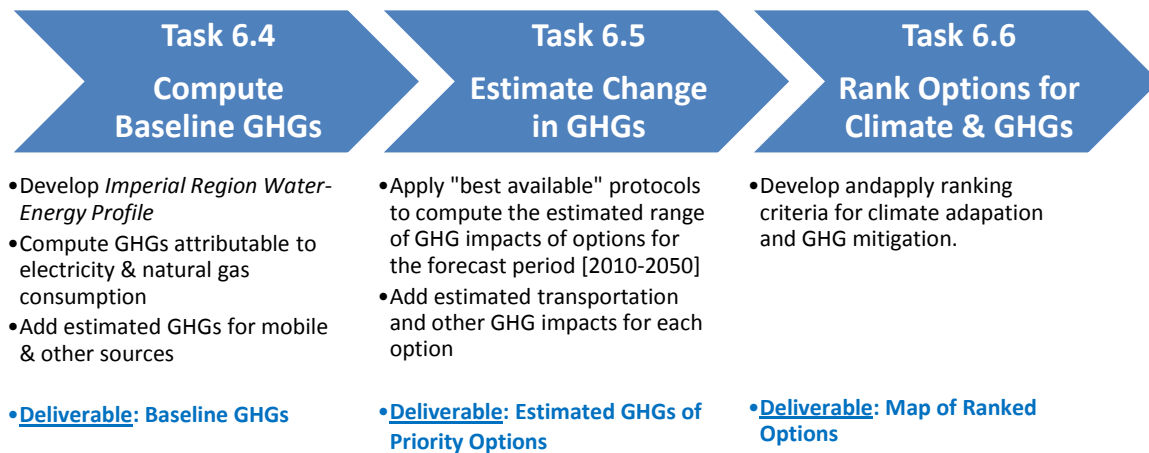 Task 6.4
Compute
Baseline GHGs
Task 6.5
Estimate Change
in GHGs
Task 6.6
Rank Options for
Climate & GHGs
•Develop Imperial Region Water-
Energy Profile
•Compute GHGs attributable to
electricity & natural gas
consumption
•Add estimated GHGs for mobile
& other sources
•Deliverable: Baseline GHGs
•Apply "best available" protocols
to compute the estimated range
of GHG impacts of options for
the forecast period [2010-2050]
•Add estimated transportation
and other GHG impacts for each
option
•Deliverable: Estimated GHGs of
Priority Options
•Develop andapply ranking
criteria for climate adapation
and GHG mitigation.
•Deliverable: Map of Ranked
Options